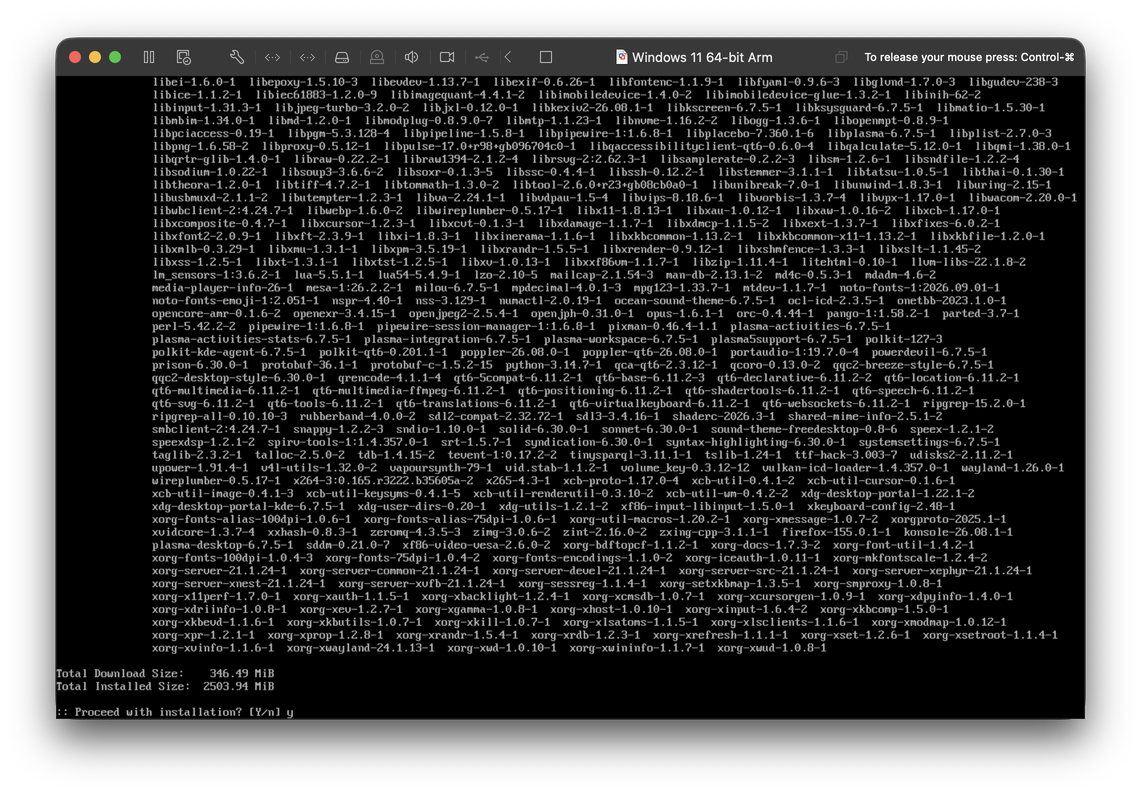 Windows 11 64-bit Arm
To release your mouse press: Control-⌘
libei-1.6.0-1 libepoxy-1.5.10-3 libevdev-1.13.7-1 libexif-0.6.26-1 libfontenc-1.1.9-1 libfyaml-0.9.6-3 libglvnd-1.7.0-3 libgudev-238-3
libice-1.1.2-1 libiec61883-1.2.0-9 libimagequant-4.4.1-2 libimobiledevice-1.4.0-2 libimobiledevice-glue-1.3.2-1 libinih-62-2
libinput-1.31.3-1 libjpeg-turbo-3.2.0-2 libjxl-0.12.0-1 libkexiv2-26.08.1-1 libkscreen-6.7.5-1 libksysguard-6.7.5-1 libmatio-1.5.30-1
libmbim-1.34.0-1 libmd-1.2.0-1 libmodplug-0.8.9.0-7 libmtp-1.1.23-1 libnvme-1.16.2-2 libogg-1.3.6-1 libopenmpt-0.8.9-1
libpciaccess-0.19-1 libpgm-5.3.128-4 libpipeline-1.5.8-1 libpipewire-1:1.6.8-1 libplacebo-7.360.1-6 libplasma-6.7.5-1 libplist-2.7.0-3
libpng-1.6.58-2 libproxy-0.5.12-1 libpulse-17.0+r98+gb096704c0-1 libqaccessibilityclient-qt6-0.6.0-4 libqalculate-5.12.0-1 libqmi-1.38.0-1
libqrtr-glib-1.4.0-1 libraw-0.22.2-1 libraw1394-2.1.2-4 librsvg-2:2.62.3-1 libsamplerate-0.2.2-3 libsm-1.2.6-1 libsndfile-1.2.2-4
libsodium-1.0.22-1 libsoup3-3.6.6-2 libsoxr-0.1.3-5 libssc-0.4.4-1 libssh-0.12.2-1 libstemmer-3.1.1-1 libtatsu-1.0.5-1 libthai-0.1.30-1
libtheora-1.2.0-1 libtiff-4.7.2-1 libtommath-1.3.0-2 libtool-2.6.0+r23+gb08cb0a0-1 libunibreak-7.0-1 libunwind-1.8.3-1 liburing-2.15-1
libusbmuxd-2.1.1-2 libutempter-1.2.3-1 libva-2.24.1-1 libvdpau-1.5-4 libvips-8.18.6-1 libvorbis-1.3.7-4 libvpx-1.17.0-1 libwacom-2.20.0-1
libwbclient-2:4.24.7-1 libwebp-1.6.0-2 libwireplumber-0.5.17-1 libx11-1.8.13-1 libxau-1.0.12-1 libxaw-1.0.16-2 libxcb-1.17.0-1
libxcomposite-0.4.7-1 libxcursor-1.2.3-1 libxcvt-0.1.3-1 libxdamage-1.1.7-1 libxdmcp-1.1.5-2 libxext-1.3.7-1 libxfixes-6.0.2-1
libxfont2-2.0.9-1 libxft-2.3.9-1 libxi-1.8.3-1 libxinerama-1.1.6-1 libxkbcommon-1.13.2-1 libxkbcommon-x11-1.13.2-1 libxkbfile-1.2.0-1
libxmlb-0.3.29-1 libxmu-1.3.1-1 libxpm-3.5.19-1 libxrandr-1.5.5-1 libxrender-0.9.12-1 libxshmfence-1.3.3-1 libxslt-1.1.45-2
libxss-1.2.5-1 libxt-1.3.1-1 libxtst-1.2.5-1 libxv-1.0.13-1 libxxf86vm-1.1.7-1 libzip-1.11.4-1 litehtml-0.10-1 llvm-libs-22.1.8-2
lm_sensors-1:3.6.2-1 lua-5.5.1-1 lua54-5.4.9-1 lzo-2.10-5 mailcap-2.1.54-3 man-db-2.13.1-2 md4c-0.5.3-1 mdadm-4.6-2
media-player-info-26-1 mesa-1:26.2.2-1 milou-6.7.5-1 mpdecimal-4.0.1-3 mpg123-1.33.7-1 mtdev-1.1.7-1 noto-fonts-1:2026.09.01-1
noto-fonts-emoji-1:2.051-1 nspr-4.40-1 nss-3.129-1 numactl-2.0.19-1 ocean-sound-theme-6.7.5-1 ocl-icd-2.3.5-1 onetbb-2023.1.0-1
opencore-amr-0.1.6-2 openexr-3.4.15-1 openjpeg2-2.5.4-1 openjph-0.31.0-1 opus-1.6.1-1 orc-0.4.44-1 pango-1:1.58.2-1 parted-3.7-1
perl-5.42.2-2 pipewire-1:1.6.8-1 pipewire-session-manager-1:1.6.8-1 pixman-0.46.4-1.1 plasma-activities-6.7.5-1
plasma-activities-stats-6.7.5-1 plasma-integration-6.7.5-1 plasma-workspace-6.7.5-1 plasma5support-6.7.5-1 polkit-127-3
polkit-kde-agent-6.7.5-1 polkit-qt6-0.201.1-1 poppler-26.08.0-1 poppler-qt6-26.08.0-1 portaudio-1:19.7.0-4 powerdevil-6.7.5-1
prison-6.30.0-1 protobuf-36.1-1 protobuf-c-1.5.2-15 python-3.14.7-1 qca-qt6-2.3.12-1 qcoro-0.13.0-2 qqc2-breeze-style-6.7.5-1
qqc2-desktop-style-6.30.0-1 qrencode-4.1.1-4 qt6-5compat-6.11.2-1 qt6-base-6.11.2-3 qt6-declarative-6.11.2-2 qt6-location-6.11.2-1
qt6-multimedia-6.11.2-1 qt6-multimedia-ffmpeg-6.11.2-1 qt6-positioning-6.11.2-1 qt6-shadertools-6.11.2-1 qt6-speech-6.11.2-1
qt6-svg-6.11.2-1 qt6-tools-6.11.2-1 qt6-translations-6.11.2-1 qt6-virtualkeyboard-6.11.2-1 qt6-websockets-6.11.2-1 ripgrep-15.2.0-1
ripgrep-all-0.10.10-3 rubberband-4.0.0-2 sdl2-compat-2.32.72-1 sdl3-3.4.16-1 shaderc-2026.3-1 shared-mime-info-2.5.1-2
smbclient-2:4.24.7-1 snappy-1.2.2-3 sndio-1.10.0-1 solid-6.30.0-1 sonnet-6.30.0-1 sound-theme-freedesktop-0.8-6 speex-1.2.1-2
speexdsp-1.2.1-2 spirv-tools-1:1.4.357.0-1 srt-1.5.7-1 syndication-6.30.0-1 syntax-highlighting-6.30.0-1 systemsettings-6.7.5-1
taglib-2.3.2-1 talloc-2.5.0-2 tdb-1.4.15-2 tevent-1:0.17.2-2 tinysparql-3.11.1-1 tslib-1.24-1 ttf-hack-3.003-7 udisks2-2.11.2-1
upower-1.91.4-1 v4l-utils-1.32.0-2 vapoursynth-79-1 vid.stab-1.1.2-1 volume_key-0.3.12-12 vulkan-icd-loader-1.4.357.0-1 wayland-1.26.0-1
wireplumber-0.5.17-1 x264-3:0.165.r3222.b35605a-2 x265-4.3-1 xcb-proto-1.17.0-4 xcb-util-0.4.1-2 xcb-util-cursor-0.1.6-1
xcb-util-image-0.4.1-3 xcb-util-keysyms-0.4.1-5 xcb-util-renderutil-0.3.10-2 xcb-util-wm-0.4.2-2 xdg-desktop-portal-1.22.1-2
xdg-desktop-portal-kde-6.7.5-1 xdg-user-dirs-0.20-1 xdg-utils-1.2.1-2 xf86-input-libinput-1.5.0-1 xkeyboard-config-2.48-1
xorg-fonts-alias-100dpi-1.0.6-1 xorg-fonts-alias-75dpi-1.0.6-1 xorg-util-macros-1.20.2-1 xorg-xmessage-1.0.7-2 xorgproto-2025.1-1
xvidcore-1.3.7-4 xxhash-0.8.3-1 zeromq-4.3.5-3 zimg-3.0.6-2 zint-2.16.0-2 zxing-cpp-3.1.1-1 firefox-155.0.1-1 konsole-26.08.1-1
plasma-desktop-6.7.5-1 sddm-0.21.0-7 xf86-video-vesa-2.6.0-2 xorg-bdftopcf-1.1.2-1 xorg-docs-1.7.3-2 xorg-font-util-1.4.2-1
xorg-fonts-100dpi-1.0.4-3 xorg-fonts-75dpi-1.0.4-2 xorg-fonts-encodings-1.1.0-2 xorg-iceauth-1.0.11-1 xorg-mkfontscale-1.2.4-2
xorg-server-21.1.24-1 xorg-server-common-21.1.24-1 xorg-server-devel-21.1.24-1 xorg-server-src-21.1.24-1 xorg-server-xephyr-21.1.24-1
xorg-server-xnest-21.1.24-1 xorg-server-xvfb-21.1.24-1 xorg-sessreg-1.1.4-1 xorg-setxkbmap-1.3.5-1 xorg-smproxy-1.0.8-1
xorg-x11perf-1.7.0-1 xorg-xauth-1.1.5-1 xorg-xbacklight-1.2.4-1 xorg-xcmsdb-1.0.7-1 xorg-xcursorgen-1.0.9-1 xorg-xdpyinfo-1.4.0-1
xorg-xdriinfo-1.0.8-1 xorg-xev-1.2.7-1 xorg-xgamma-1.0.8-1 xorg-xhost-1.0.10-1 xorg-xinput-1.6.4-2 xorg-xkbcomp-1.5.0-1
xorg-xkbevd-1.1.6-1 xorg-xkbutils-1.0.7-1 xorg-xkill-1.0.7-1 xorg-xlsatoms-1.1.5-1 xorg-xlsclients-1.1.6-1 xorg-xmodmap-1.0.12-1
xorg-xpr-1.2.1-1 xorg-xprop-1.2.8-1 xorg-xrandr-1.5.4-1 xorg-xrdb-1.2.3-1 xorg-xrefresh-1.1.1-1 xorg-xset-1.2.6-1 xorg-xsetroot-1.1.4-1
xorg-xvinfo-1.1.6-1 xorg-xwayland-24.1.13-1 xorg-xwd-1.0.10-1 xorg-xwininfo-1.1.7-1 xorg-xwud-1.0.8-1
Total Download Size: 346.49 MiB
Total Installed Size: 2503.94 MiB
:: Proceed with installation? [Y/n] y